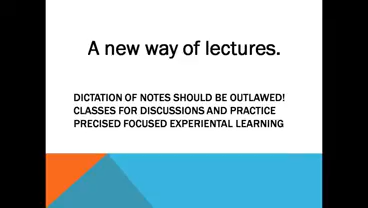 A new way of lectures.
DICTATION OF NOTES SHOULD BE OUTLAWED!
CLASSES FOR DISCUSSIONS AND PRACTICE
PRECISED FOCUSED EXPERIENTAL LEARNING